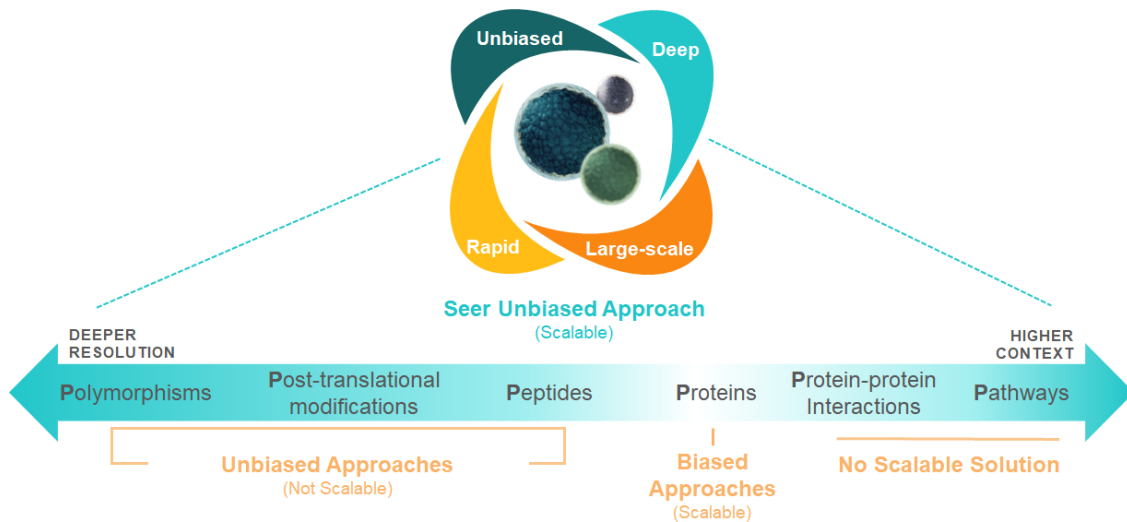 Unbiased
Deep
Rapid
Large-scale
Seer Unbiased Approach
(Scalable)
DEEPER
RESOLUTION
HIGHER
CONTEXT
Polymorphisms
Post-translational
modifications
Peptides
Proteins
Protein-protein
Interactions
Pathways
Unbiased Approaches
(Not Scalable)
Biased
Approaches
(Scalable)
No Scalable Solution